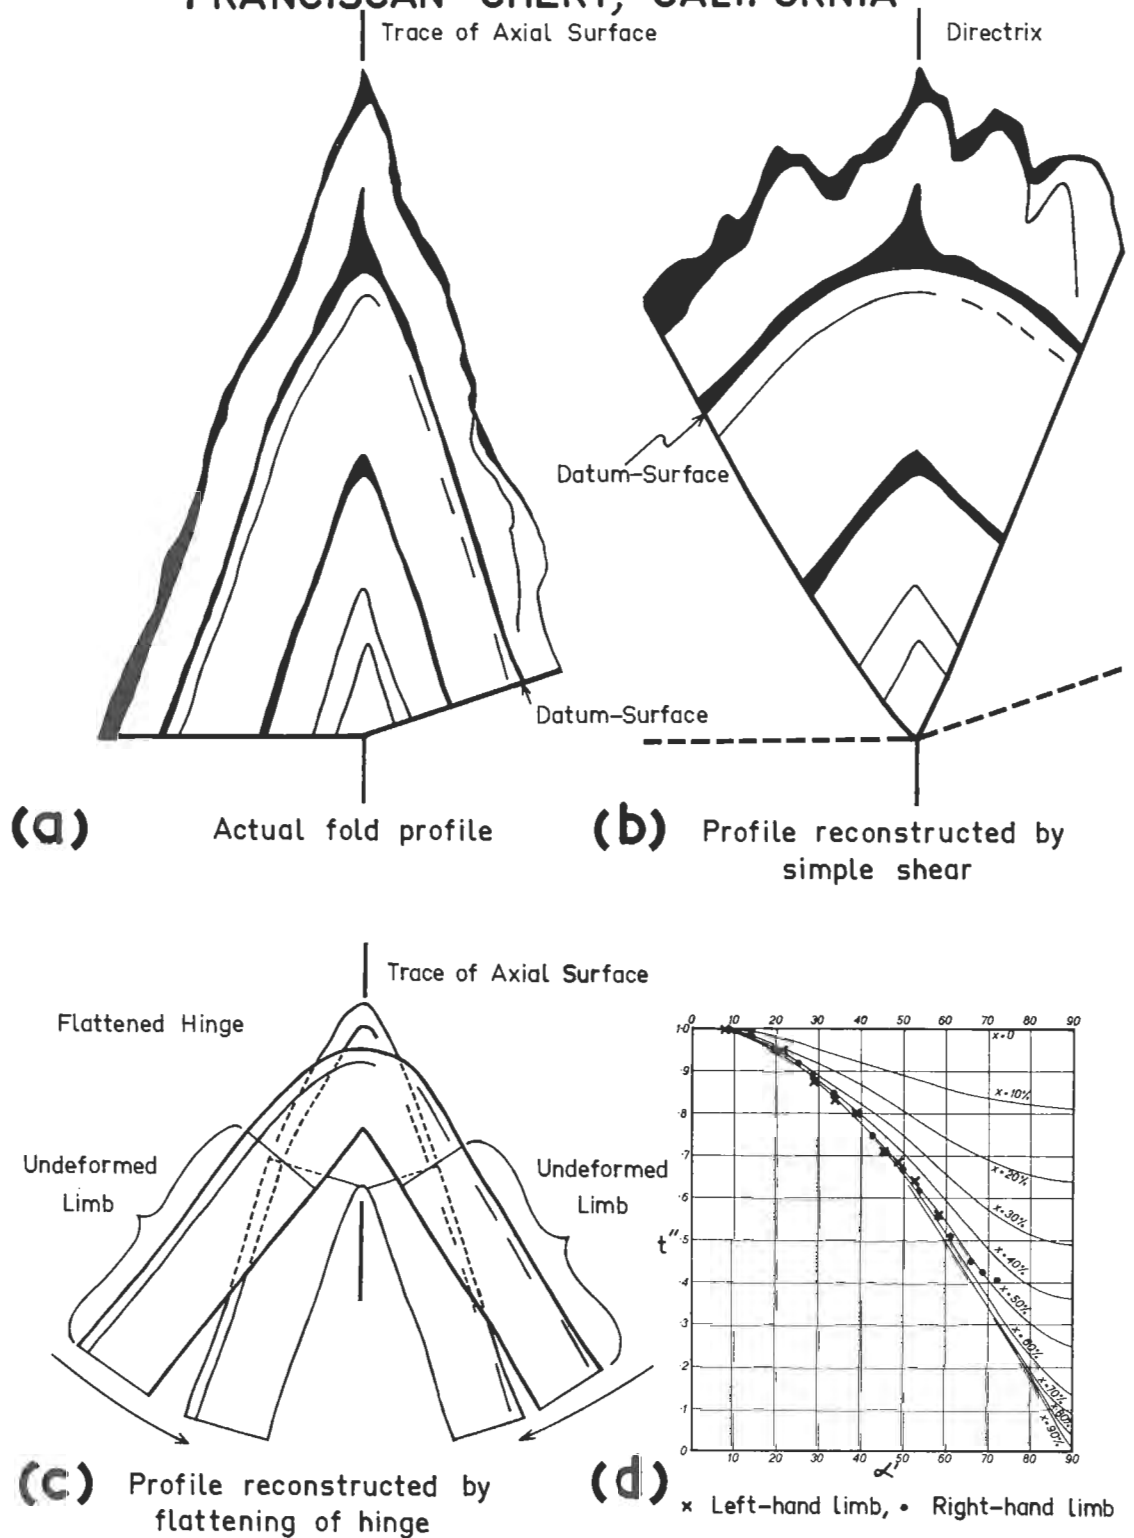 FRANCISCAN CHERT, CALIFORNIA
Trace of Axial Surface
Directrix
Datum-Surface
Datum-Surface
(a) Actual fold profile
(b) Profile reconstructed by
simple shear
Trace of Axial Surface
Flattened Hinge
Undeformed
Limb
Undeformed
Limb
(c) Profile reconstructed by
flattening of hinge
0 10 20 30 40 50 60 70 80 90
1·0
·9
·8
·7
·6
·5
·4
·3
·2
·1
0
t"
x=0
x=10%
x=20%
x=30%
x=40%
x=50%
x=60%
x=70%
x=80%
x=90%
10 20 30 40 50 60 70 80 90
α'
(d) × Left-hand limb, • Right-hand limb